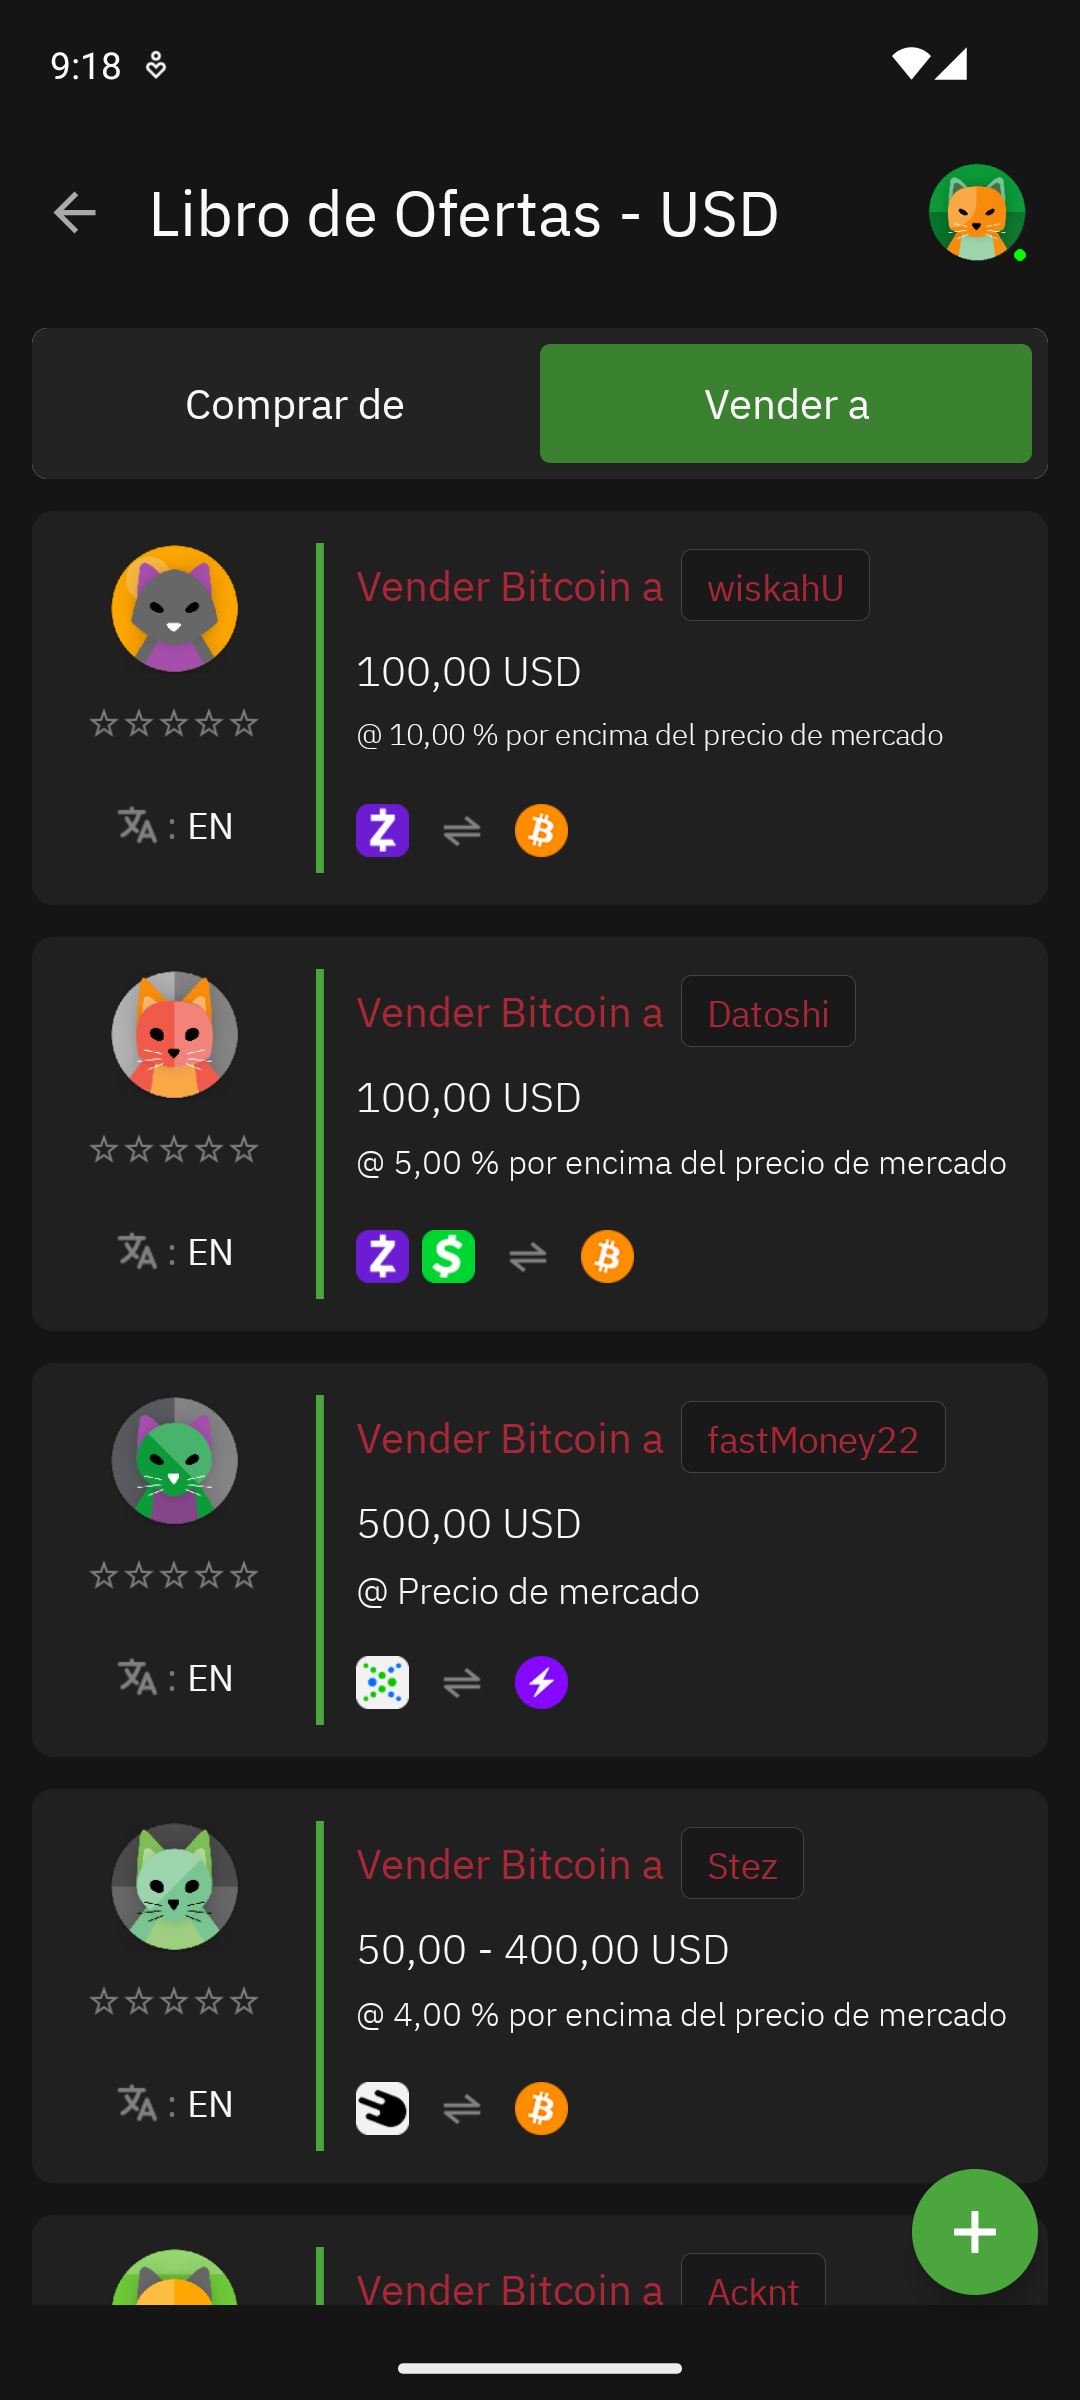 9:18
Libro de Ofertas - USD
Comprar de
Vender a
Vender Bitcoin a wiskahU
100,00 USD
@ 10,00 % por encima del precio de mercado
: EN
Vender Bitcoin a Datoshi
100,00 USD
@ 5,00 % por encima del precio de mercado
: EN
Vender Bitcoin a fastMoney22
500,00 USD
@ Precio de mercado
: EN
Vender Bitcoin a Stez
50,00 - 400,00 USD
@ 4,00 % por encima del precio de mercado
: EN
Vender Bitcoin a Acknt